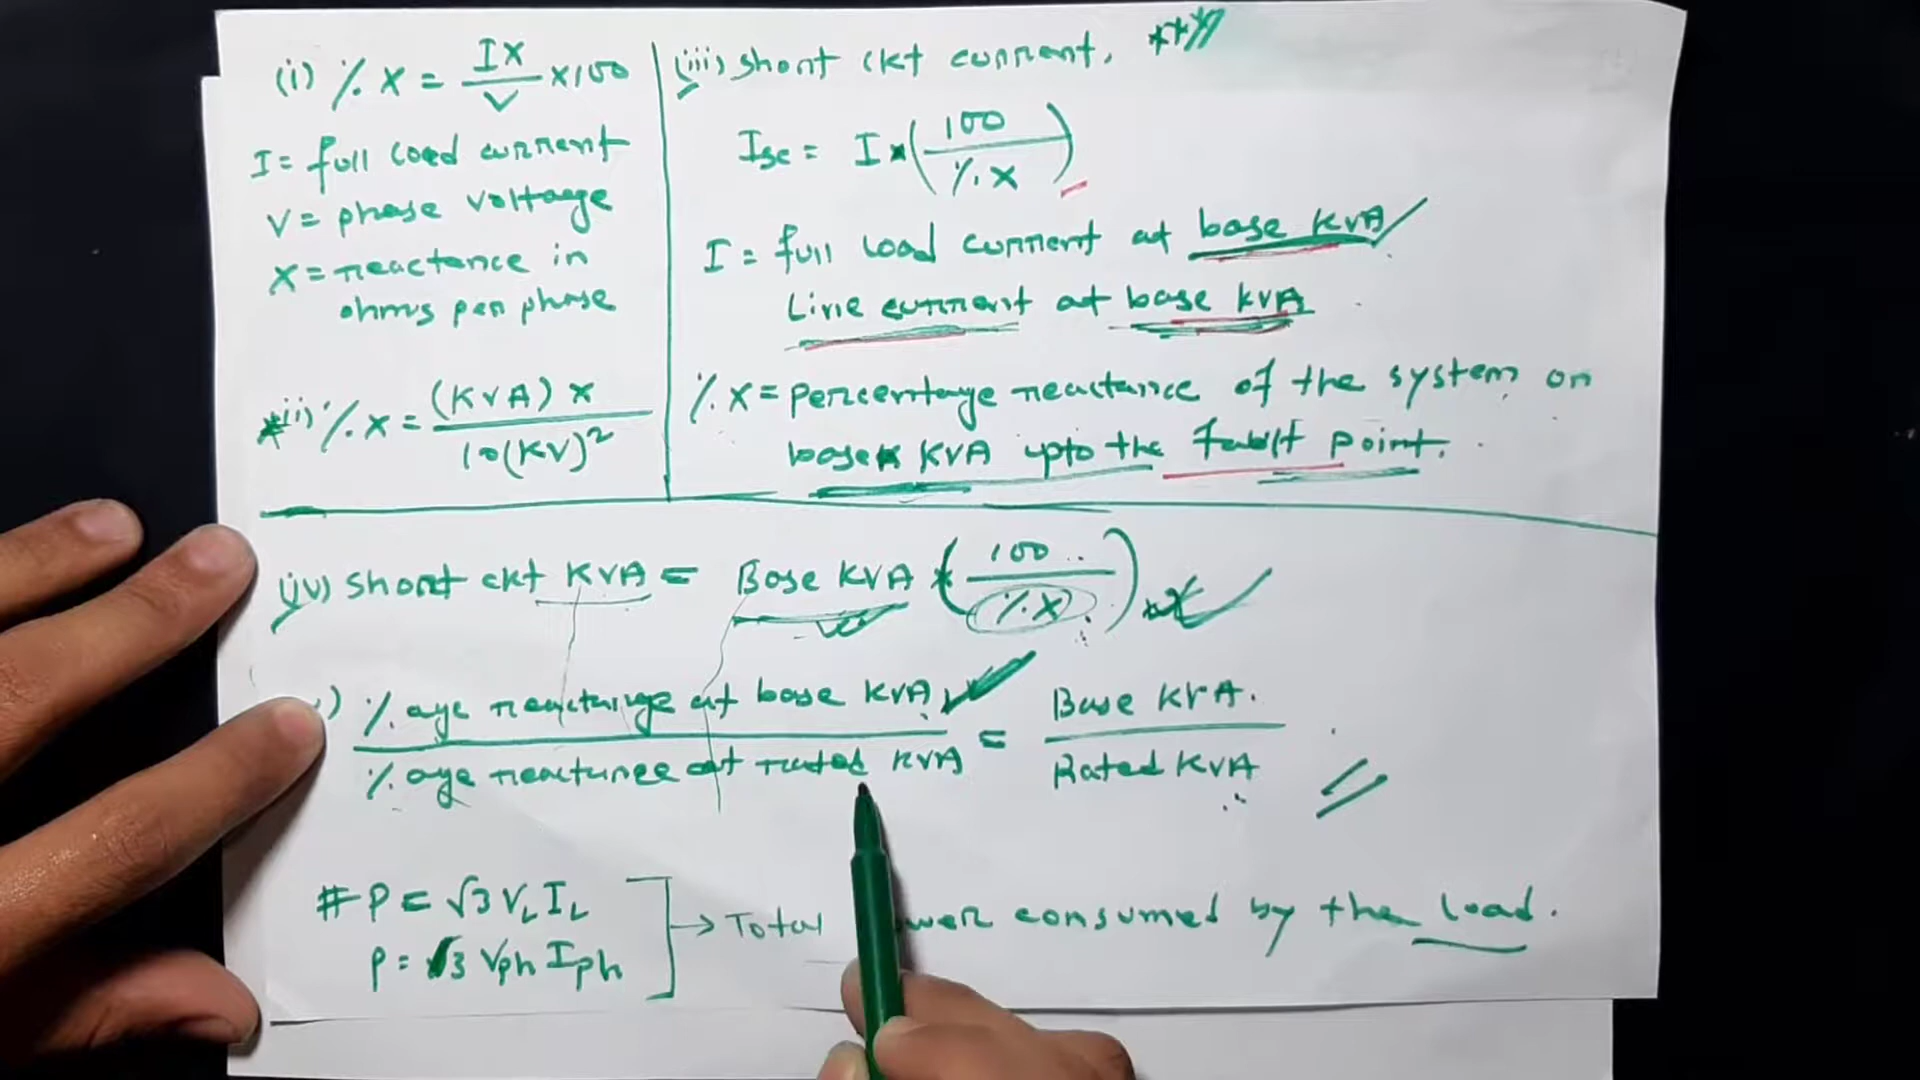 (i) % X = IX/V ×100
I = full load current
V = phase voltage
X = reactance in
ohms per phase
*(ii) % X = (KVA) X / 10(KV)²
(iii) Short ckt current. ***
Isc = I * (100 / % X)
I = full load current at base KVA
Line current at base KVA
% X = percentage reactance of the system on
base KVA upto the fault point.
(iv) Short ckt KVA = Base KVA * (100 / % X)
) % age reactance at base KVA / % age reactance at rated KVA = Base KVA. / Rated KVA
# P = √3 VL IL
P = 3 Vph Iph
→ Total consumed by the load.